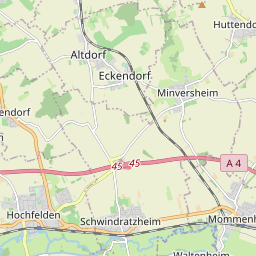 Huttendo
Altdorf
Eckendorf
Minversheim
endorf
45
45
A 4
Hochfelden
Schwindratzheim
Mommenh
Waltenheim